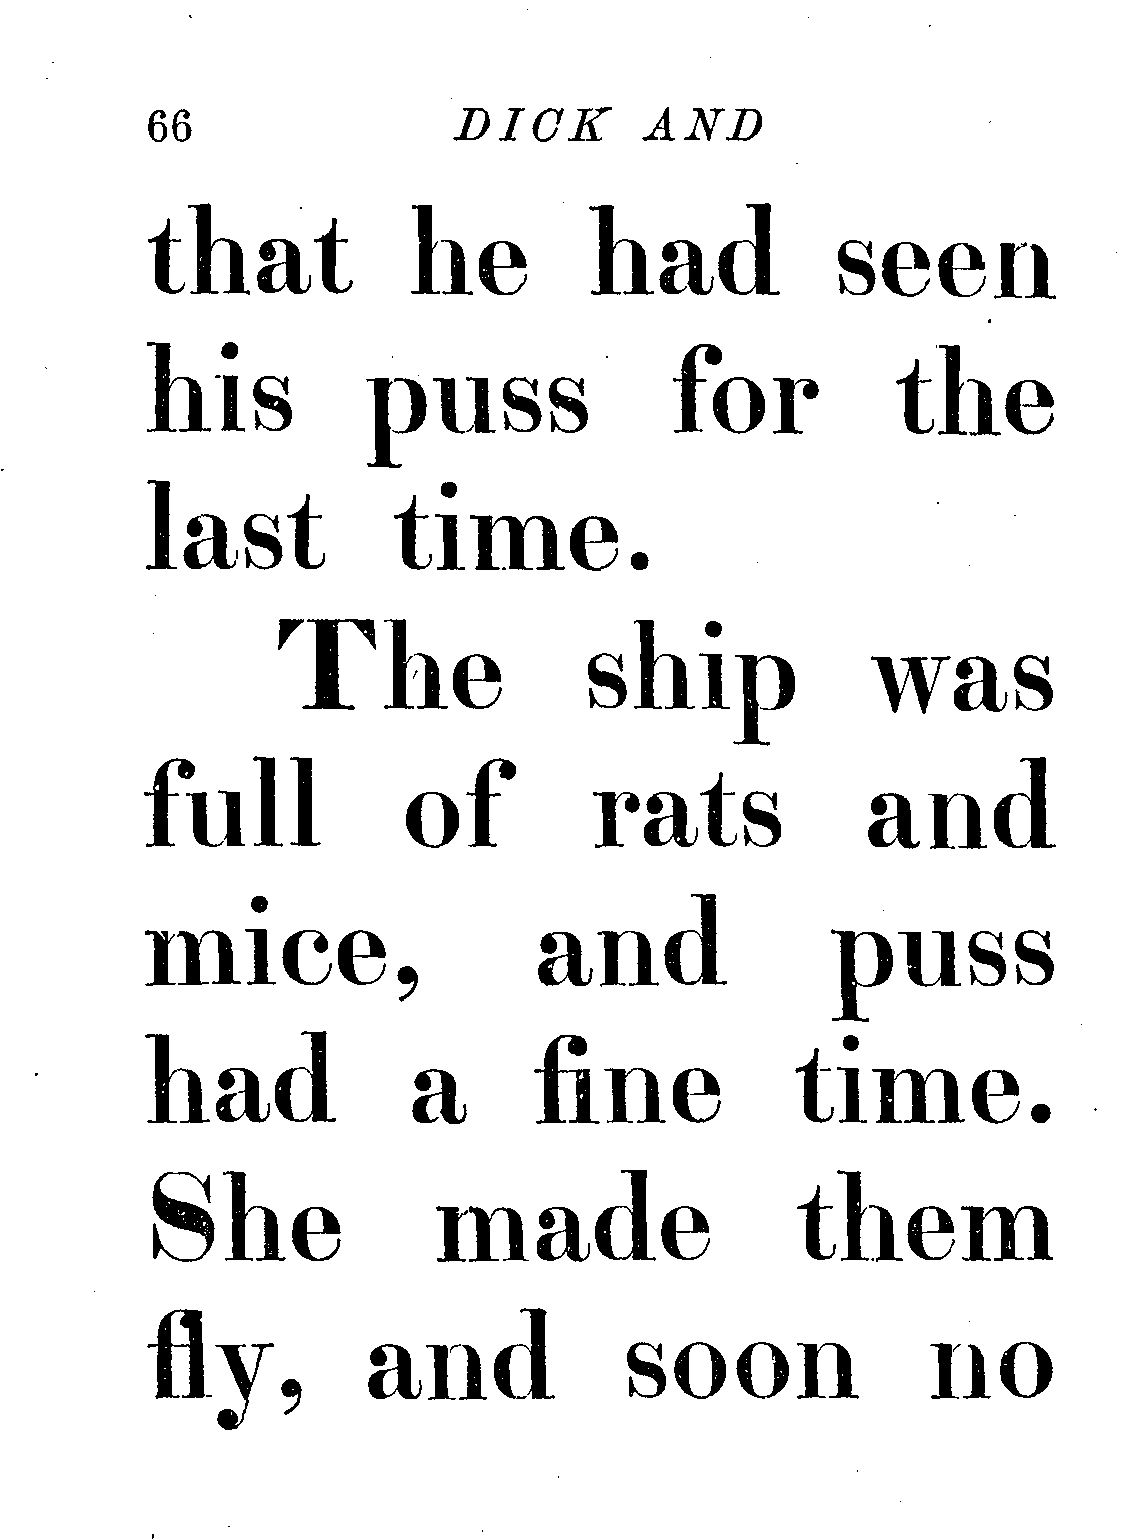 66 DICK AND
that he had seen
his puss for the
last time.
The ship was
full of rats and
mice, and puss
had a fine time.
She made them
fly, and soon no